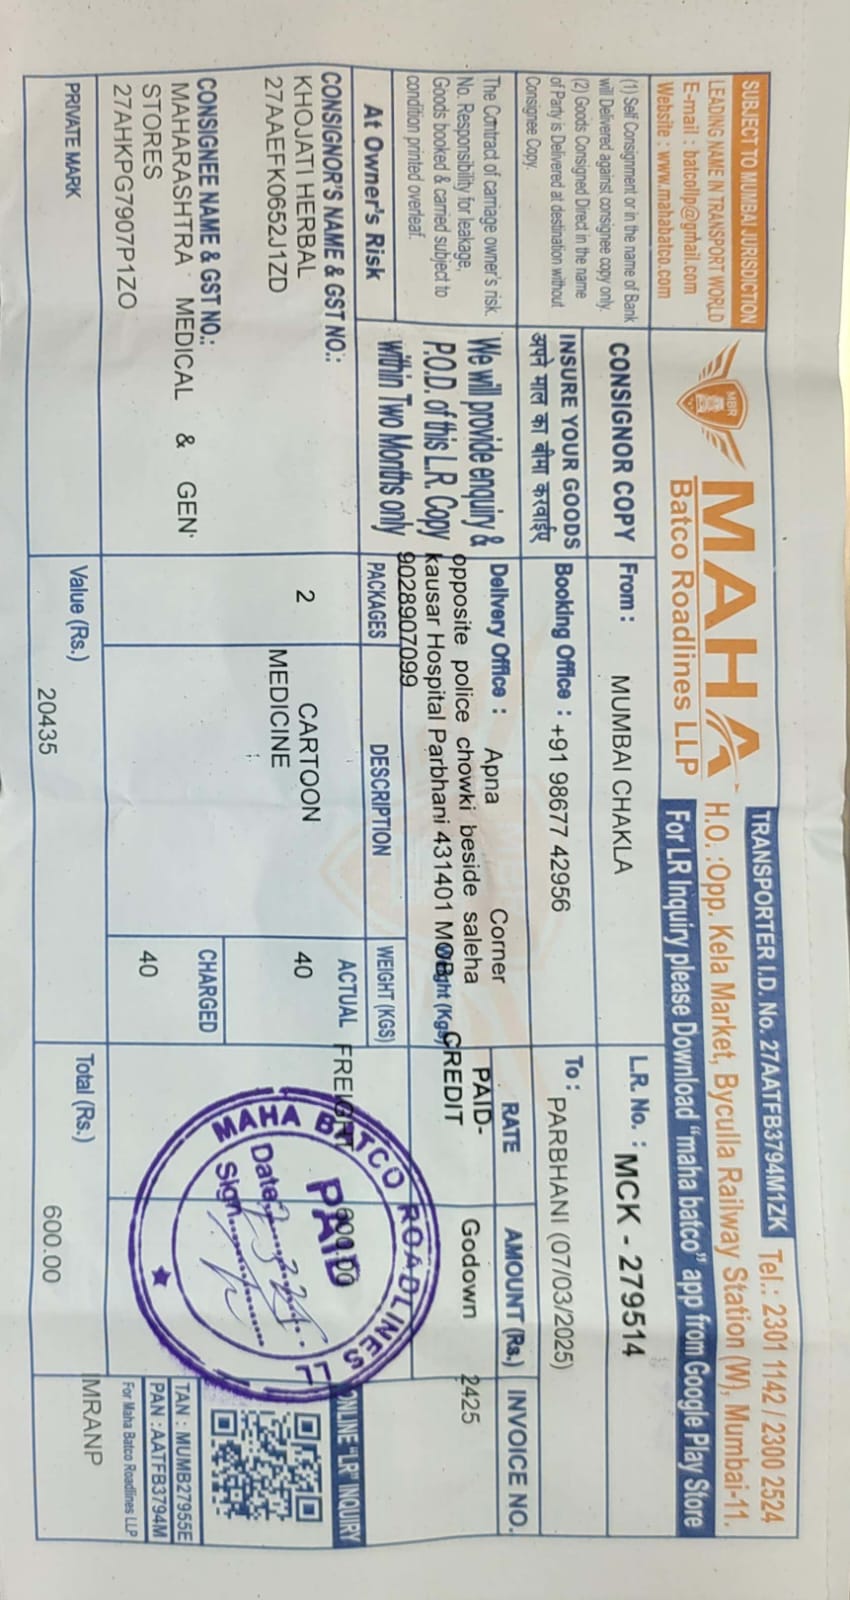 SUBJECT TO MUMBAI JURISDICTION
LEADING NAME IN TRANSPORT WORLD
E-mail : batcollp@gmail.com
Website : www.mahabatco.com
MBR
MAHA
Batco Roadlines LLP
TRANSPORTER I.D. No. 27AATFB3794M1ZK
Tel.: 2301 1142 / 2300 2524
H.O. :Opp. Kela Market, Byculla Railway Station (W), Mumbai-11.
For LR Inquiry please Download "maha batco" app from Google Play Store
(1) Self Consignment or in the name of Bank
will Delivered against consignee copy only.
(2) Goods Consigned Direct in the name
of Party is Delivered at destination without
Consignee Copy.
CONSIGNOR COPY
From : MUMBAI CHAKLA
L.R. No. : MCK - 279514
INSURE YOUR GOODS
अपने माल का बीमा करवाईए
Booking Office : +91 98677 42956
To : PARBHANI (07/03/2025)
The Contract of carriage owner's risk.
No. Responsibility for leakage,
Goods booked & carried subject to
condition printed overleaf.
We will provide enquiry &
P.O.D. of this L.R. Copy
within Two Months only
Delivery Office : Apna Corner
opposite police chowki beside saleha
kausar Hospital Parbhani 431401 MOB
9028907099
Weight (Kgs)
RATE
AMOUNT (Rs.)
INVOICE NO.
PAID-
CREDIT
Godown
2425
At Owner's Risk
PACKAGES
DESCRIPTION
WEIGHT (KGS)
CONSIGNOR'S NAME & GST NO.:
KHOJATI HERBAL
27AAEFK0652J1ZD
2
CARTOON
MEDICINE
ACTUAL
40
FREIGHT
600.00
CONSIGNEE NAME & GST NO.:
MAHARASHTRA MEDICAL & GEN
STORES
27AHKPG7907P1ZO
CHARGED
40
MAHA BATCO ROADLINES LL
PAID
Date
Sign
ONLINE "LR" INQUIRY
TAN : MUMB27955E
PAN : AATFB3794M
For Maha Batco Roadlines LLP
IMRANP
PRIVATE MARK
Value (Rs.)
20435
Total (Rs.)
600.00